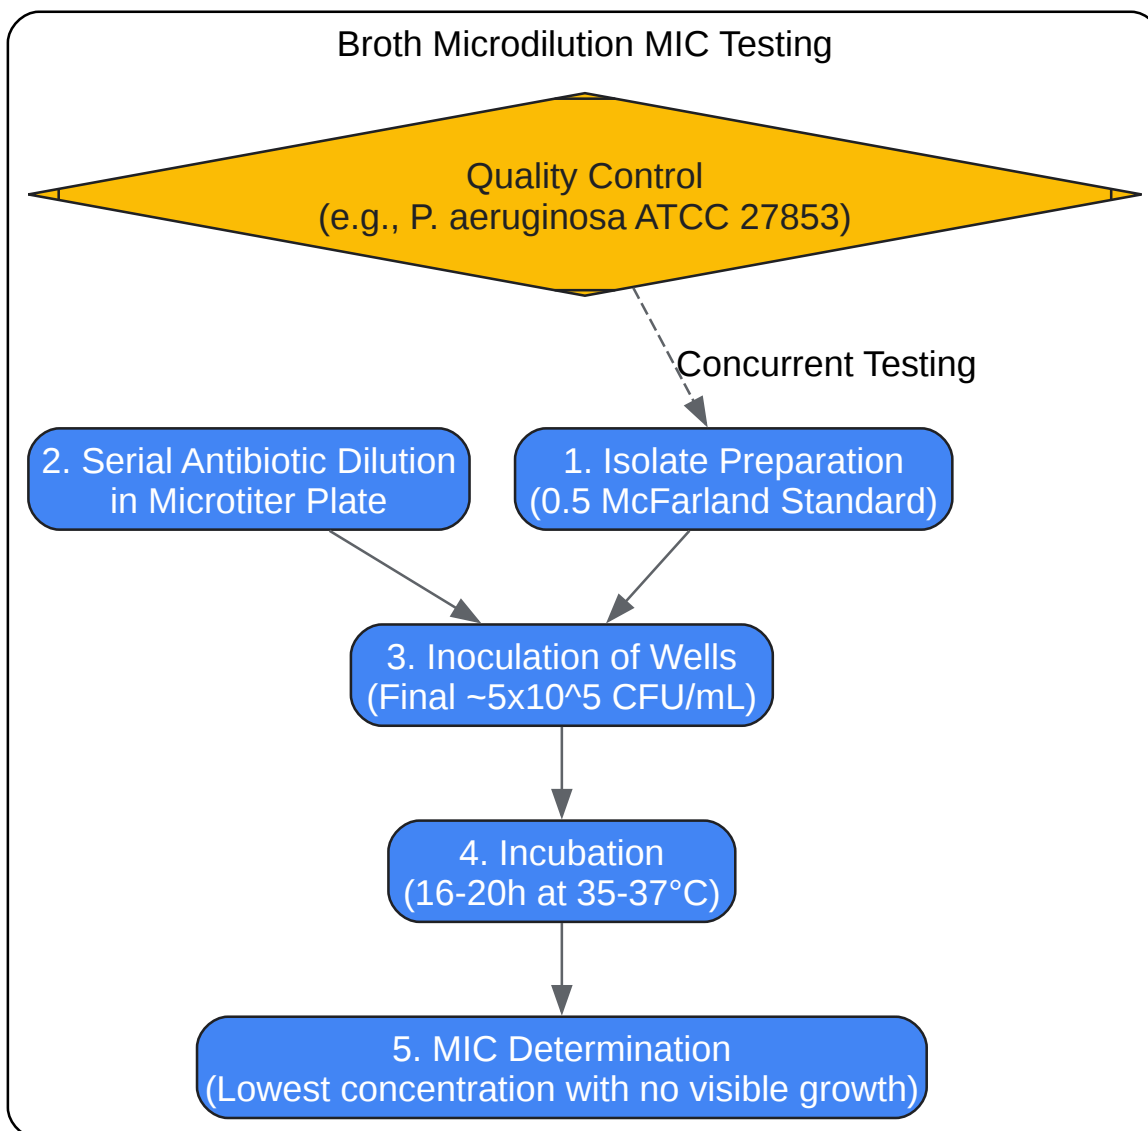 Broth Microdilution MIC Testing
Quality Control
(e.g., P. aeruginosa ATCC 27853)
Concurrent Testing
2. Serial Antibiotic Dilution
in Microtiter Plate
1. Isolate Preparation
(0.5 McFarland Standard)
3. Inoculation of Wells
(Final ~5x10^5 CFU/mL)
4. Incubation
(16-20h at 35-37°C)
5. MIC Determination
(Lowest concentration with no visible growth)